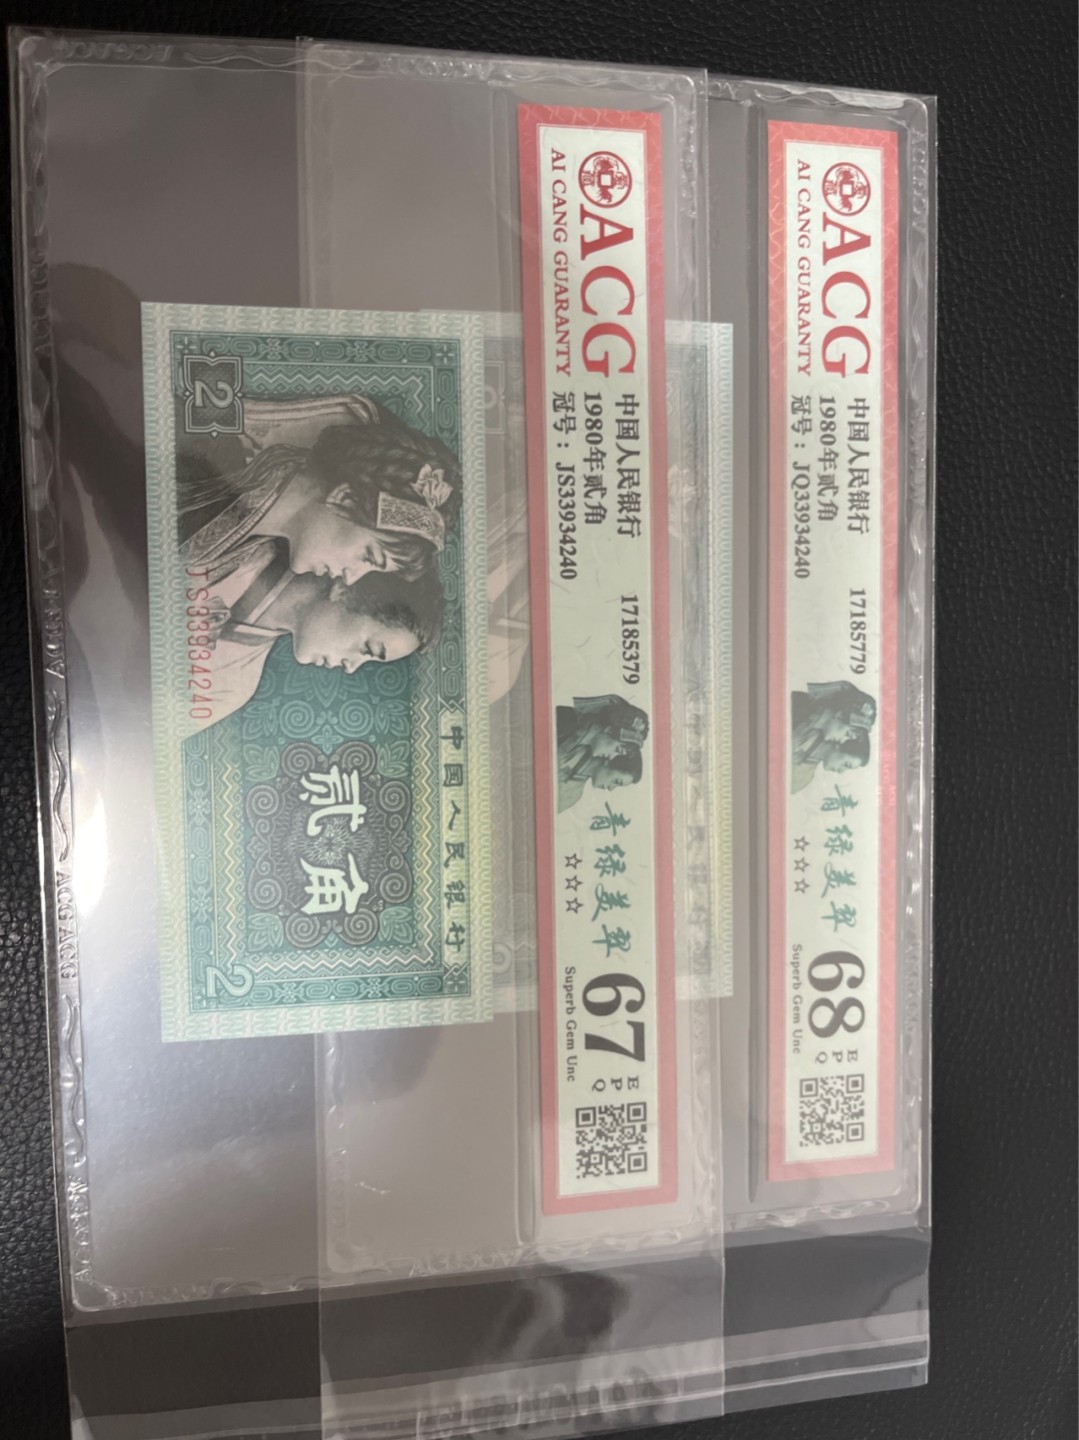 ACG
AI CANG GUARANTY
中国人民银行 17185779
1980年贰角
冠号：JQ33934240
青绿美翠
☆☆☆
68
EPQ
Superb Gem Unc
ACG
AI CANG GUARANTY
中国人民银行 17185379
1980年贰角
冠号：JS33934240
青绿美翠
☆☆☆
67
EPQ
Superb Gem Unc
中国人民银行
贰角
2
2
JS33934240
ACG ACG